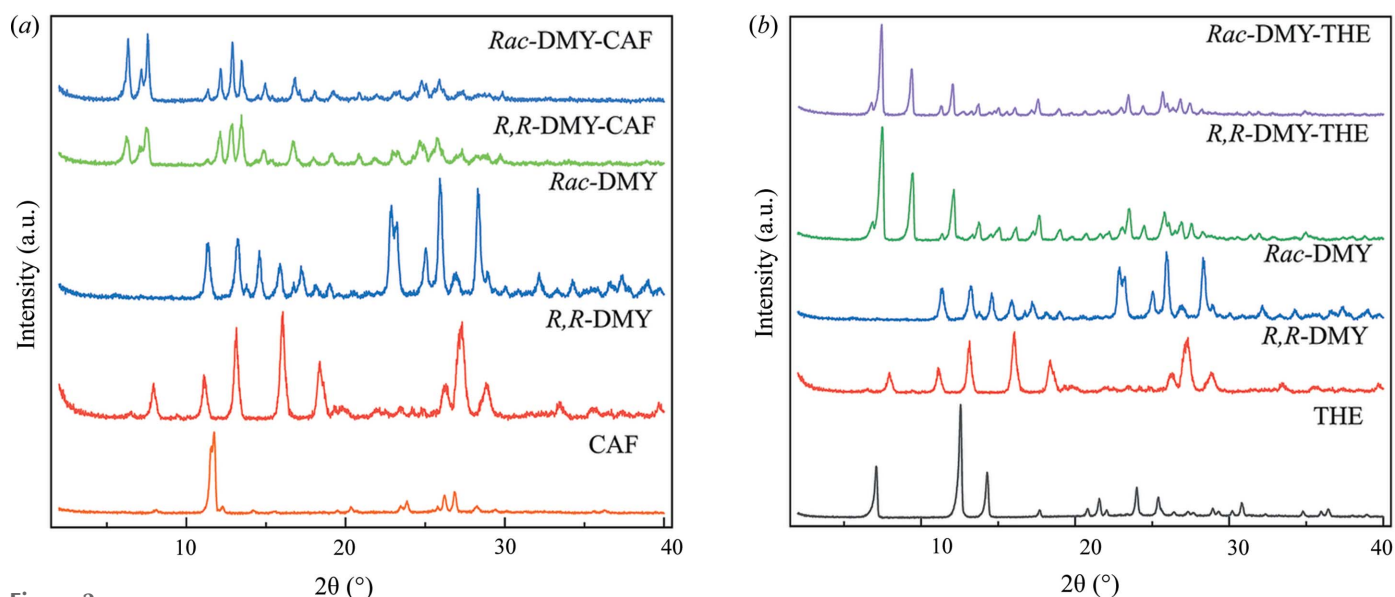 (a)
Rac-DMY-CAF
R,R-DMY-CAF
Rac-DMY
R,R-DMY
CAF
Intensity (a.u.)
10 20 30 40
2θ (°)
(b)
Rac-DMY-THE
R,R-DMY-THE
Rac-DMY
R,R-DMY
THE
Intensity (a.u.)
10 20 30 40
2θ (°)